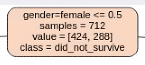 gender=female <= 0.5
samples = 712
value = [424, 288]
class = did_not_survive